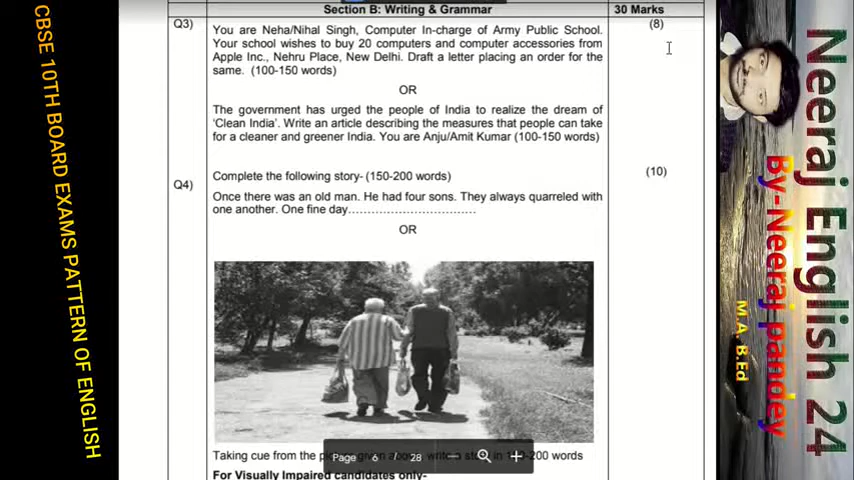 CBSE 10TH BOARD EXAMS PATTERN OF ENGLISH
Section B: Writing & Grammar
30 Marks
Q3)
You are Neha/Nihal Singh, Computer In-charge of Army Public School.
(8)
Your school wishes to buy 20 computers and computer accessories from
Apple Inc., Nehru Place, New Delhi. Draft a letter placing an order for the
same. (100-150 words)
OR
The government has urged the people of India to realize the dream of
‘Clean India’. Write an article describing the measures that people can take
for a cleaner and greener India. You are Anju/Amit Kumar (100-150 words)
Q4)
Complete the following story- (150-200 words)
(10)
Once there was an old man. He had four sons. They always quarreled with
one another. One fine day................................
OR
Taking cue from the write a story in 200 words
Page 6 / 28
For Visually Impaired candidates only-
Neeraj English 24
By-Neeraj pandey
M.A. B.Ed